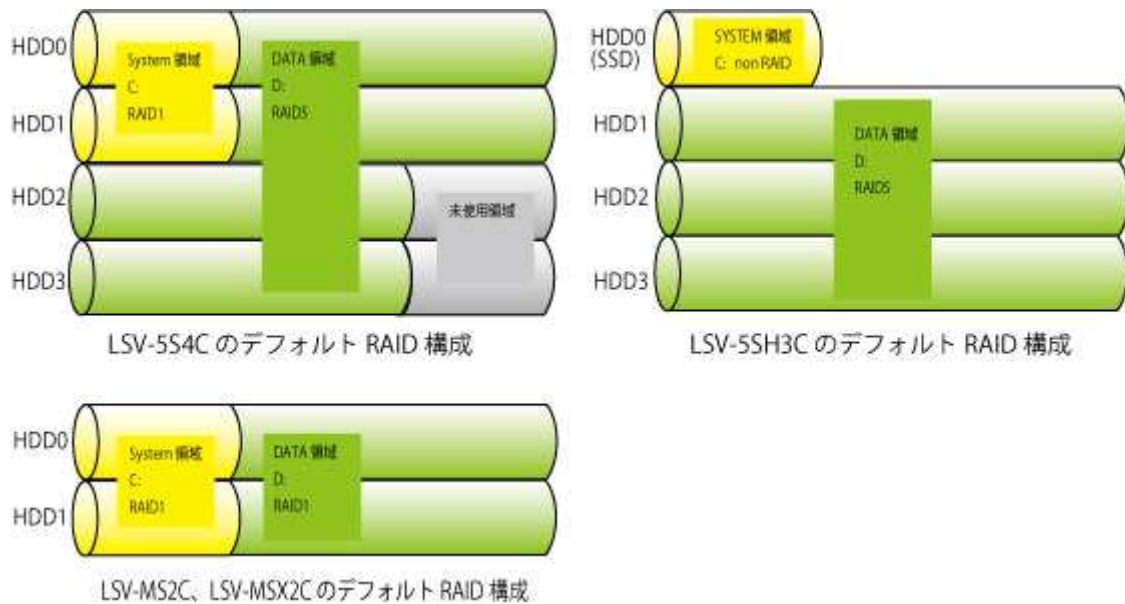 HDD0
HDD1
HDD2
HDD3
System 領域
C:
RAID1
DATA 領域
D:
RAID5
未使用領域
LSV-5S4C のデフォルト RAID 構成
HDD0
(SSD)
HDD1
HDD2
HDD3
SYSTEM 領域
C: non RAID
DATA 領域
D:
RAID5
LSV-5SH3C のデフォルト RAID 構成
HDD0
HDD1
System 領域
C:
RAID1
DATA 領域
D:
RAID1
LSV-MS2C、LSV-MSX2C のデフォルト RAID 構成